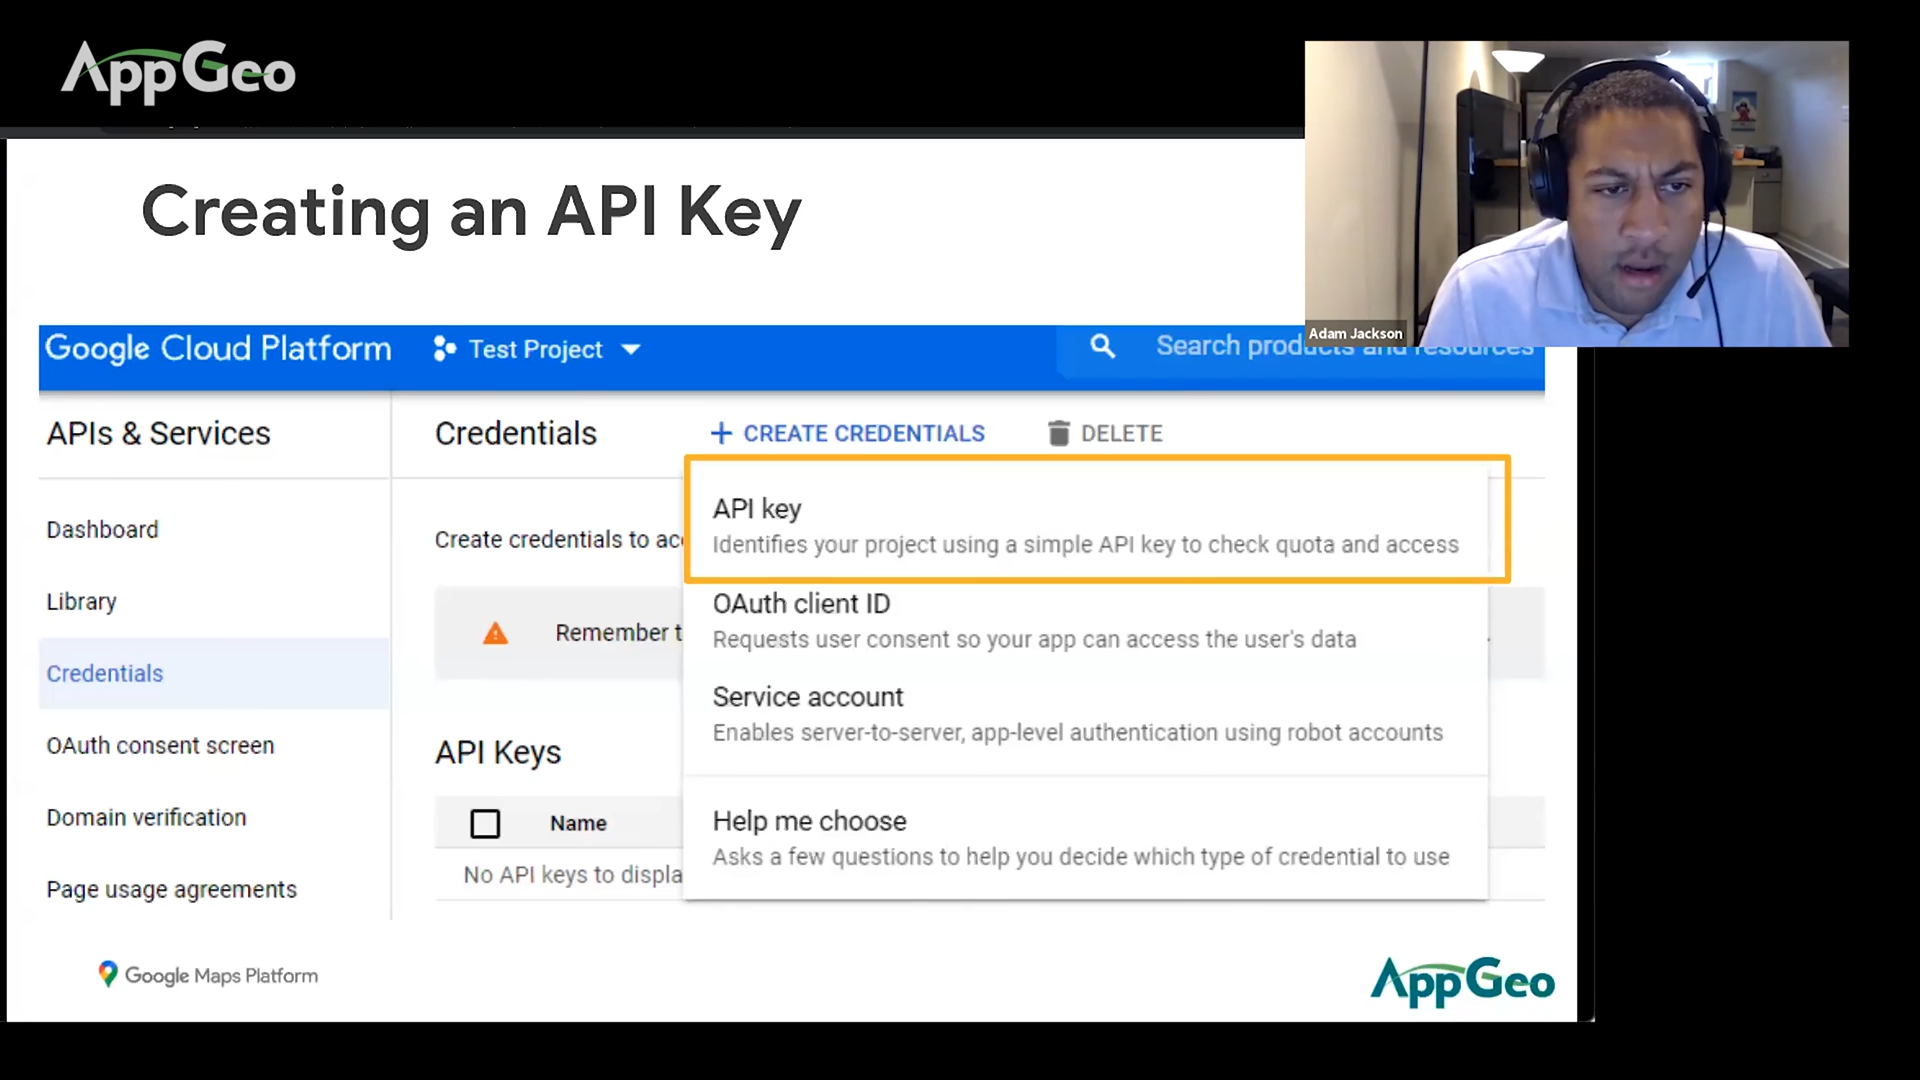 AppGeo
Creating an API Key
Adam Jackson
Google Cloud Platform
Test Project
Search products and resources
APIs & Services
Credentials
CREATE CREDENTIALS
DELETE
Dashboard
Library
Credentials
OAuth consent screen
Domain verification
Page usage agreements
Create credentials to acc
Remember t
API Keys
Name
No API keys to displa
API key
Identifies your project using a simple API key to check quota and access
OAuth client ID
Requests user consent so your app can access the user's data
Service account
Enables server-to-server, app-level authentication using robot accounts
Help me choose
Asks a few questions to help you decide which type of credential to use
Google Maps Platform
AppGeo